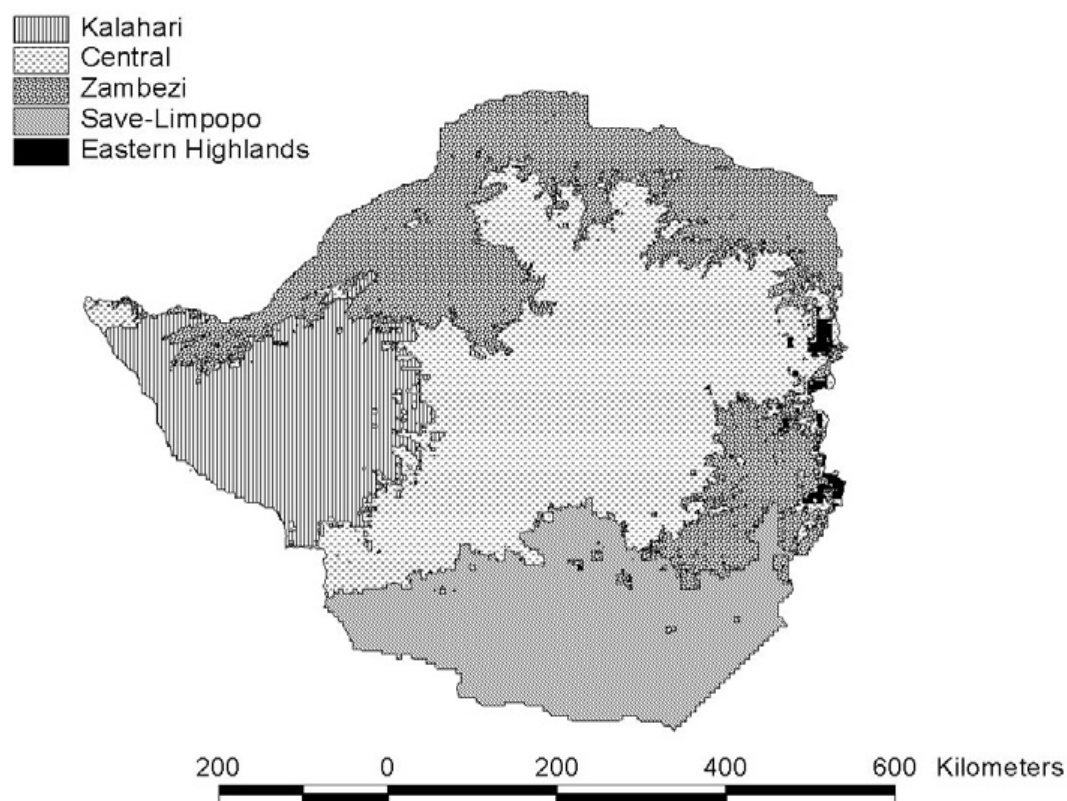 Kalahari
Central
Zambezi
Save-Limpopo
Eastern Highlands
200 0 200 400 600 Kilometers